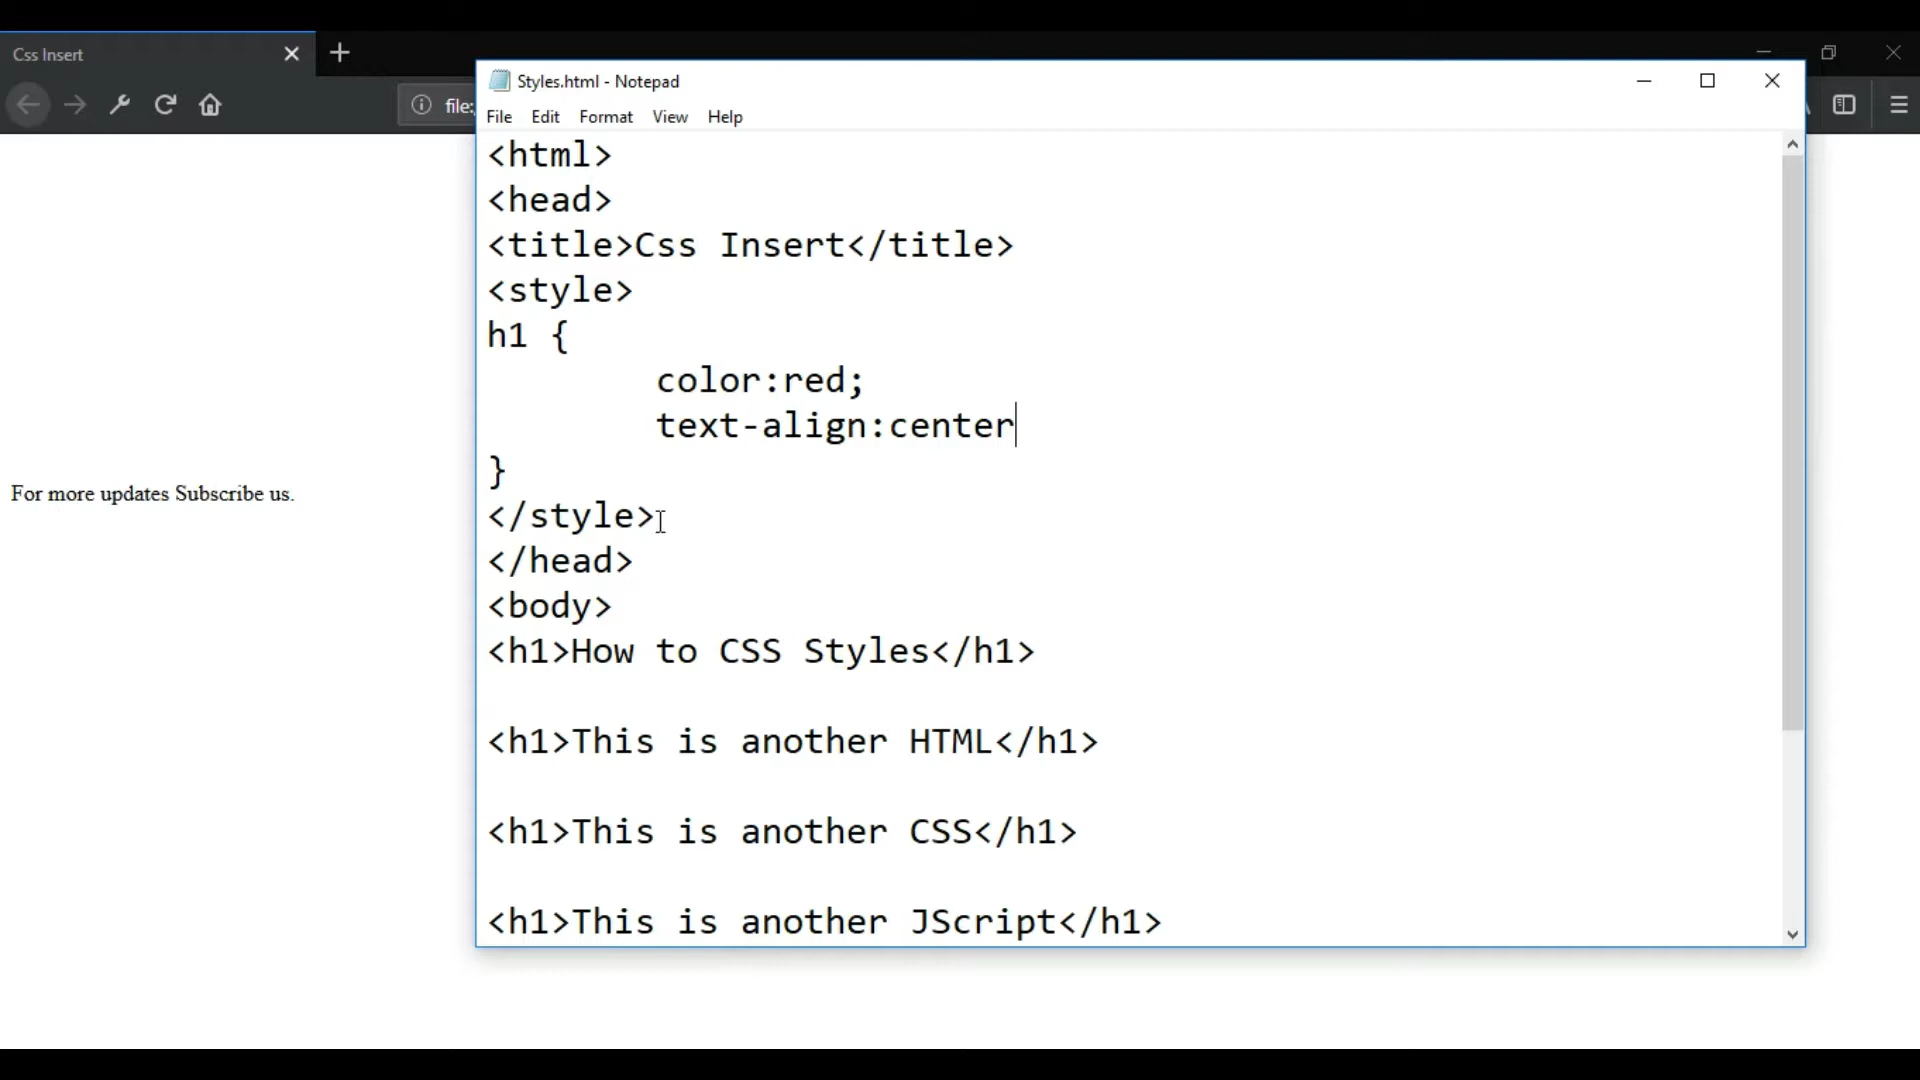 Css Insert
file:
Styles.html - Notepad
File Edit Format View Help
<html>
<head>
<title>Css Insert</title>
<style>
h1 {
color:red;
text-align:center
}
</style>
</head>
<body>
<h1>How to CSS Styles</h1>
<h1>This is another HTML</h1>
<h1>This is another CSS</h1>
<h1>This is another JScript</h1>
For more updates Subscribe us.